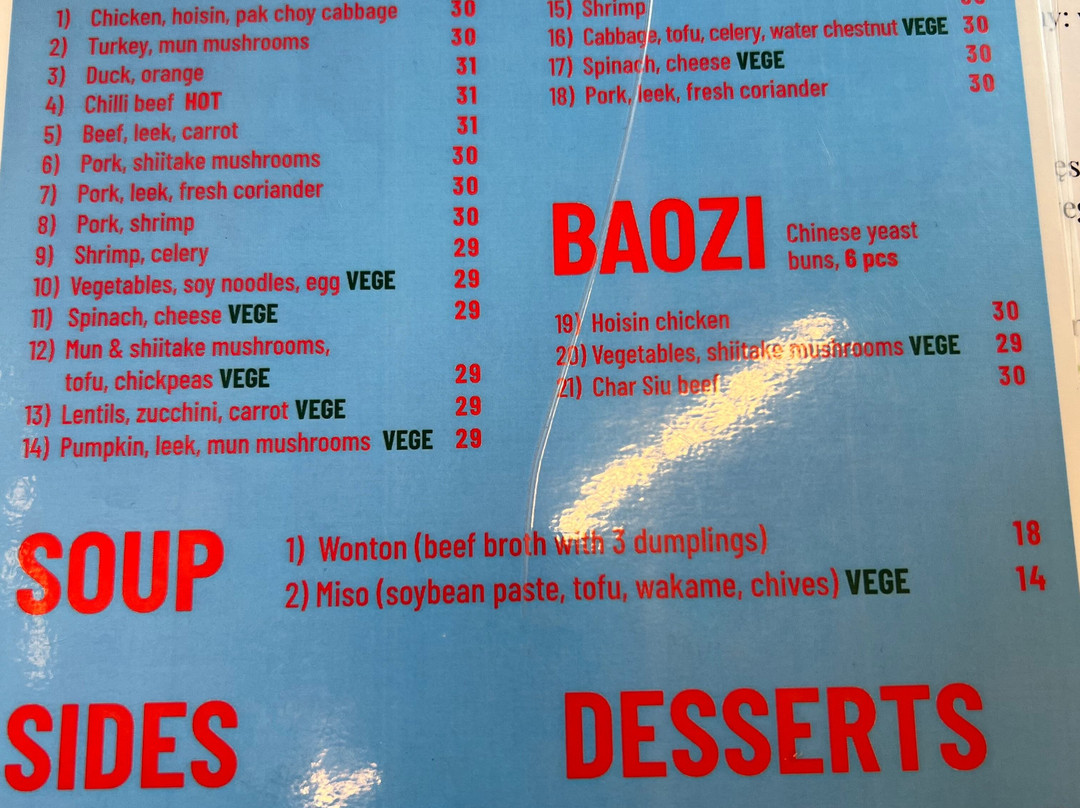 1) Chicken, hoisin, pak choy cabbage 30
2) Turkey, mun mushrooms 30
3) Duck, orange 31
4) Chilli beef HOT 31
5) Beef, leek, carrot 31
6) Pork, shiitake mushrooms 30
7) Pork, leek, fresh coriander 30
8) Pork, shrimp 30
9) Shrimp, celery 29
10) Vegetables, soy noodles, egg VEGE 29
11) Spinach, cheese VEGE 29
12) Mun & shiitake mushrooms,
tofu, chickpeas VEGE 29
13) Lentils, zucchini, carrot VEGE 29
14) Pumpkin, leek, mun mushrooms VEGE 29
15) Shrimp
16) Cabbage, tofu, celery, water chestnut VEGE 30
17) Spinach, cheese VEGE 30
18) Pork, leek, fresh coriander 30
BAOZI
Chinese yeast
buns, 6 pcs
19) Hoisin chicken 30
20) Vegetables, shiitake mushrooms VEGE 29
21) Char Siu beef 30
SOUP
1) Wonton (beef broth with 3 dumplings) 18
2) Miso (soybean paste, tofu, wakame, chives) VEGE 14
SIDES
DESSERTS